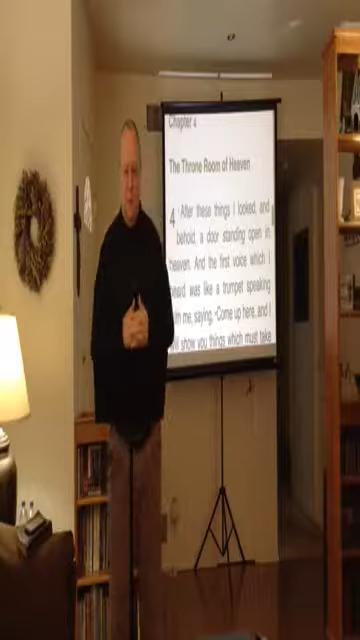 Chapter 4
The Throne Room of Heaven
4 After these things I looked, and
behold, a door standing open in
heaven. And the first voice which I
heard was like a trumpet speaking
me, saying, "Come up here, and I
show you things which must take